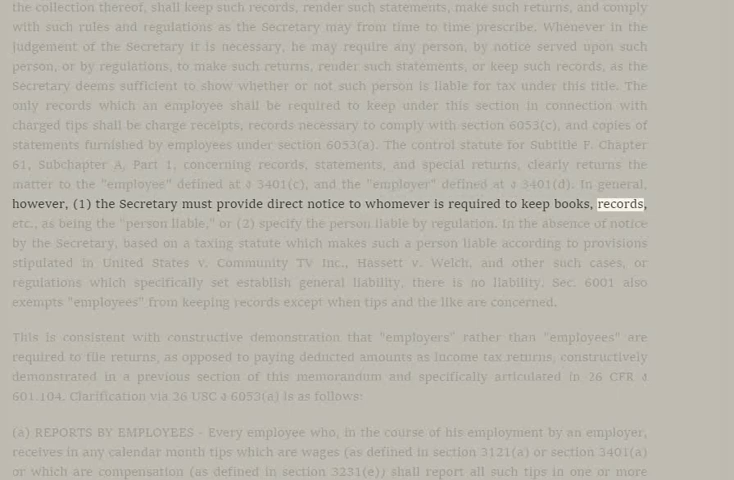 the collection thereof, shall keep such records, render such statements, make such returns, and comply
with such rules and regulations as the Secretary may from time to time prescribe. Whenever in the
judgement of the Secretary it is necessary, he may require any person, by notice served upon such
person, or by regulations, to make such returns, render such statements, or keep such records, as the
Secretary deems sufficient to show whether or not such person is liable for tax under this title. The
only records which an employee shall be required to keep under this section in connection with
charged tips shall be charge receipts, records necessary to comply with section 6053(c), and copies of
statements furnished by employees under section 6053(a). The control statute for Subtitle F, Chapter
61, Subchapter A, Part 1, concerning records, statements, and special returns, clearly returns the
matter to the "employee" defined at ¢ 3401(c), and the "employer" defined at ¢ 3401(d). In general,
however, (1) the Secretary must provide direct notice to whomever is required to keep books, records,
etc., as being the "person liable," or (2) specify the person liable by regulation. In the absence of notice
by the Secretary, based on a taxing statute which makes such a person liable according to provisions
stipulated in United States v. Community TV Inc., Hassett v. Welch, and other such cases, or
regulations which specifically set establish general liability, there is no liability. Sec. 6001 also
exempts "employees" from keeping records except when tips and the like are concerned.
This is consistent with constructive demonstration that "employers" rather than "employees" are
required to file returns, as opposed to paying deducted amounts as income tax returns, constructively
demonstrated in a previous section of this memorandum and specifically articulated in 26 CFR ¢
601.104. Clarification via 26 USC ¢ 6053(a) is as follows:
(a) REPORTS BY EMPLOYEES - Every employee who, in the course of his employment by an employer,
receives in any calendar month tips which are wages (as defined in section 3121(a) or section 3401(a)
or which are compensation (as defined in section 3231(e)) shall report all such tips in one or more